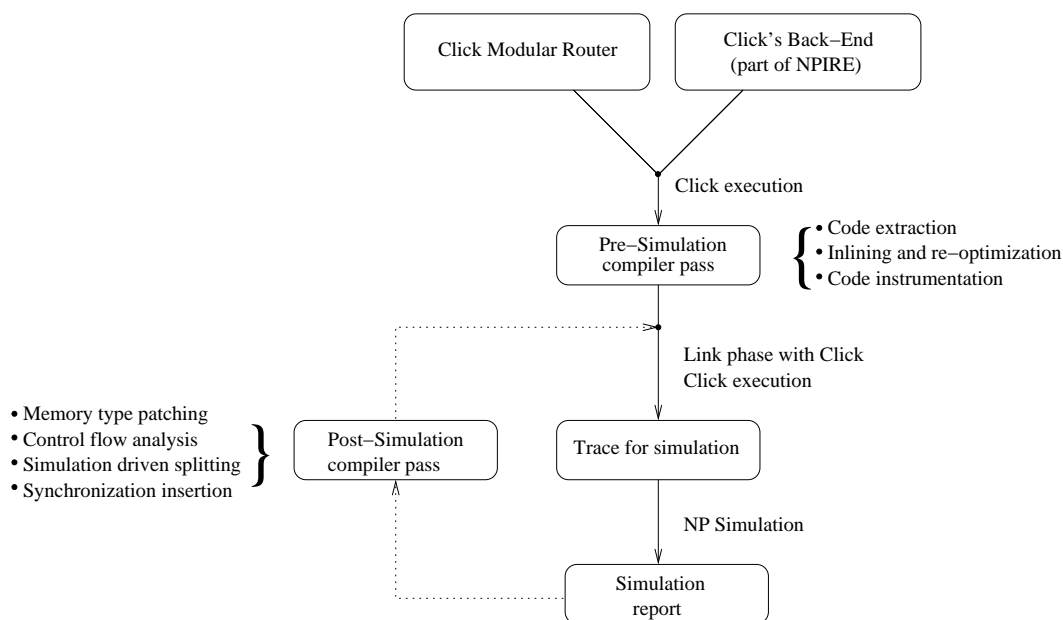 Click Modular Router
Click's Back−End
(part of NPIRE)
Click execution
Pre−Simulation
compiler pass
• Code extraction
• Inlining and re−optimization
• Code instrumentation
Link phase with Click
Click execution
• Memory type patching
• Control flow analysis
• Simulation driven splitting
• Synchronization insertion
Post−Simulation
compiler pass
Trace for simulation
NP Simulation
Simulation
report